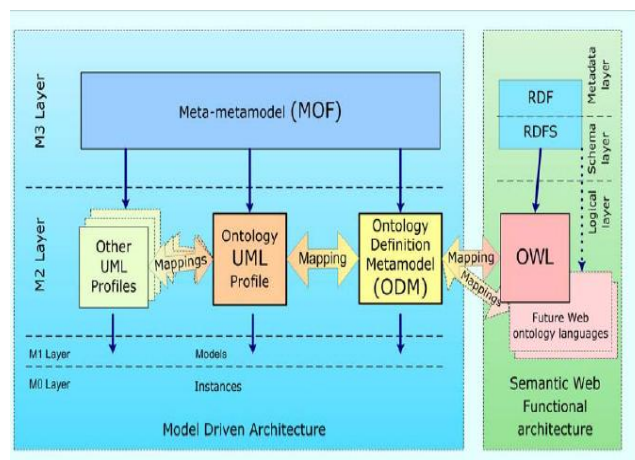 M3 Layer
Meta-metamodel (MOF)
RDF
RDFS
Metadata
layer
Schema
layer
Logical
layer
M2 Layer
Other
UML
Profiles
Mappings
Ontology
UML
Profile
Mapping
Ontology
Definition
Metamodel
(ODM)
Mapping
Mappings
OWL
Future Web
ontology languages
M1 Layer
Models
M0 Layer
Instances
Model Driven Architecture
Semantic Web
Functional
architecture